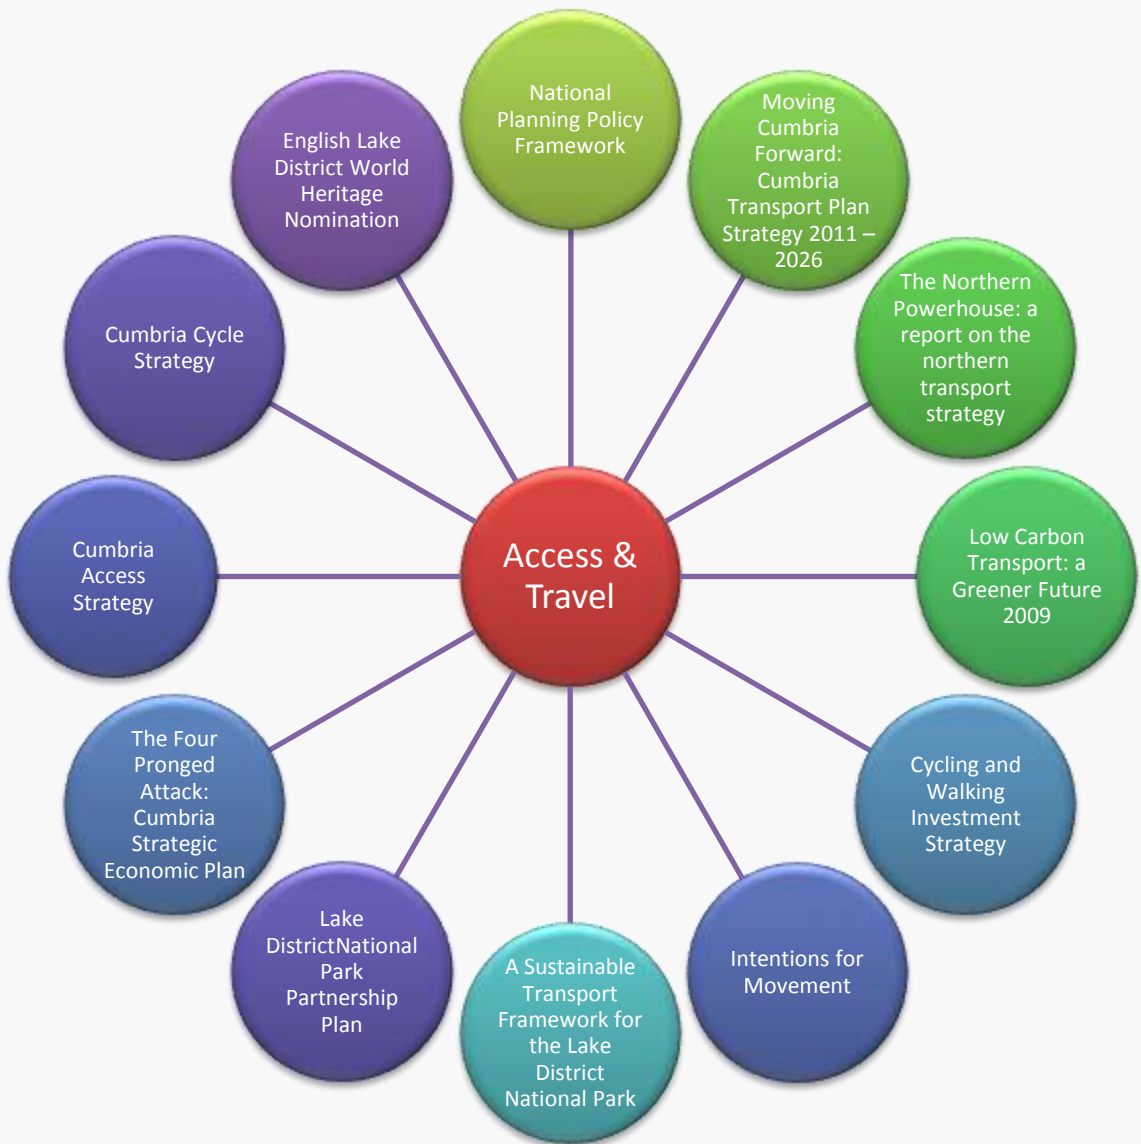 National
Planning Policy
Framework
Moving
Cumbria
Forward:
Cumbria
Transport Plan
Strategy 2011 –
2026
The Northern
Powerhouse: a
report on the
northern
transport
strategy
Low Carbon
Transport: a
Greener Future
2009
Cycling and
Walking
Investment
Strategy
Intentions for
Movement
A Sustainable
Transport
Framework for
the Lake
District
National Park
Lake
DistrictNational
Park
Partnership
Plan
The Four
Pronged
Attack:
Cumbria
Strategic
Economic Plan
Cumbria
Access
Strategy
Cumbria Cycle
Strategy
English Lake
District World
Heritage
Nomination
Access &
Travel